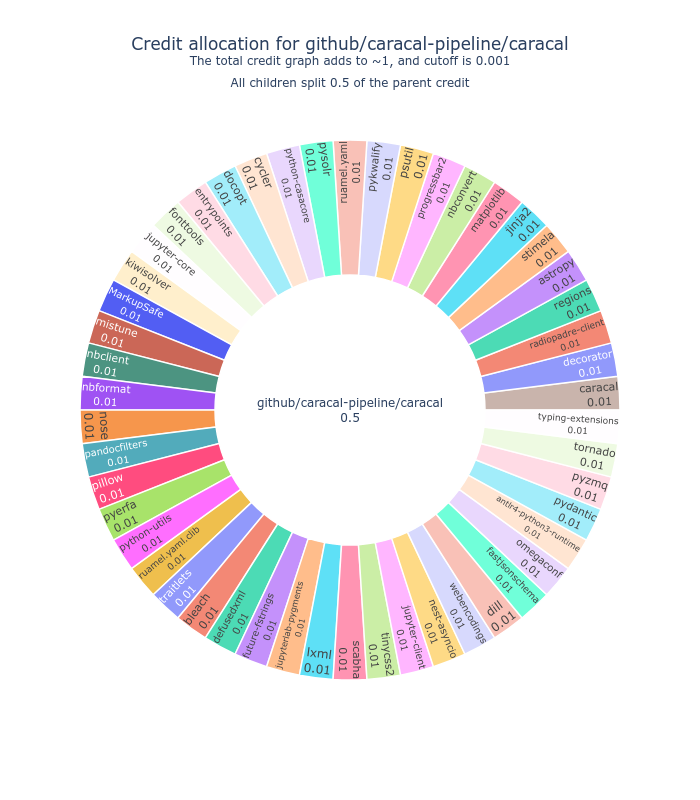 Credit allocation for github/caracal-pipeline/caracal
The total credit graph adds to ~1, and cutoff is 0.001
All children split 0.5 of the parent credit
github/caracal-pipeline/caracal
0.5
caracal
0.01
decorator
0.01
radiopadre-client
0.01
regions
0.01
astropy
0.01
stimela
0.01
jinja2
0.01
matplotlib
0.01
nbconvert
0.01
progressbar2
0.01
psutil
0.01
pykwalify
0.01
ruamel.yaml
0.01
pysolr
0.01
python-casacore
0.01
cycler
0.01
docopt
0.01
entrypoints
0.01
fonttools
0.01
jupyter-core
0.01
kiwisolver
0.01
MarkupSafe
0.01
mistune
0.01
nbclient
0.01
nbformat
0.01
nose
0.01
pandocfilters
0.01
pillow
0.01
pyerfa
0.01
python-utils
0.01
ruamel.yaml.clib
0.01
traitlets
0.01
bleach
0.01
defusedxml
0.01
future-fstrings
0.01
jupyterlab-pygments
0.01
lxml
0.01
scabha
0.01
tinycss2
0.01
jupyter-client
0.01
nest-asyncio
0.01
webencodings
0.01
dill
0.01
fastjsonschema
0.01
omegaconf
0.01
antlr4-python3-runtime
0.01
pydantic
0.01
pyzmq
0.01
tornado
0.01
typing-extensions
0.01